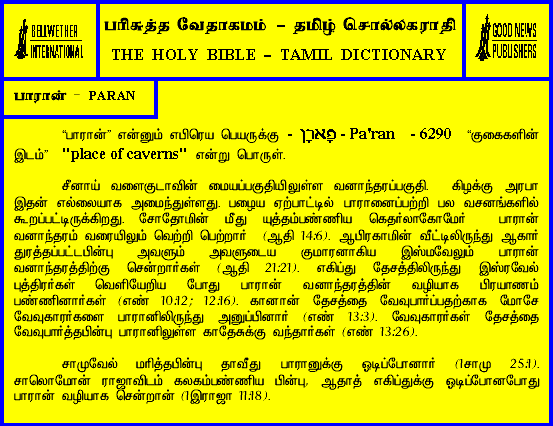 BELLWETHER
INTERNATIONAL
பரிசுத்த வேதாகமம் – தமிழ் சொல்லகராதி
THE HOLY BIBLE – TAMIL DICTIONARY
GOOD NEWS
PUBLISHERS
பாரான் – PARAN
“பாரான்” என்னும் எபிரெய பெயருக்கு - פָּארָן - Pa'ran - 6290 “குகைகளின்
இடம்” "place of caverns" என்று பொருள்.
சீனாய் வளைகுடாவின் மையப்பகுதியிலுள்ள வனாந்தரப்பகுதி. கிழக்கு அரபா
இதன் எல்லையாக அமைந்துள்ளது. பழைய ஏற்பாட்டில் பாரானைப்பற்றி பல வசனங்களில்
கூறப்பட்டிருக்கிறது. சோதோமின் மீது யுத்தம்பண்ணிய கெதர்லாகோமேர் பாரான்
வனாந்தரம் வரையிலும் வெற்றி பெற்றார் (ஆதி 14:6). ஆபிரகாமின் வீட்டிலிருந்து ஆகார்
துரத்தப்பட்டபின்பு அவளும் அவளுடைய குமாரனாகிய இஸ்மவேலும் பாரான்
வனாந்தரத்திற்கு சென்றார்கள் (ஆதி 21:21). எகிப்து தேசத்திலிருந்து இஸ்ரவேல்
புத்திரர்கள் வெளியேறிய போது பாரான் வனாந்தரத்தின் வழியாக பிரயாணம்
பண்ணினார்கள் (எண் 10:12; 12:16). கானான் தேசத்தை வேவுபார்ப்பதற்காக மோசே
வேவுகாரர்களை பாரானிலிருந்து அனுப்பினார் (எண் 13:3). வேவுகாரர்கள் தேசத்தை
வேவுபார்த்தபின்பு பாரானிலுள்ள காதேசுக்கு வந்தார்கள் (எண் 13:26).
சாமுவேல் மரித்தபின்பு தாவீது பாரானுக்கு ஓடிப்போனார் (1சாமு 25:1).
சாலொமோன் ராஜாவிடம் கலகம்பண்ணிய பின்பு, ஆதாத் எகிப்துக்கு ஓடிப்போனபோது
பாரான் வழியாக சென்றான் (1இராஜா 11:18).